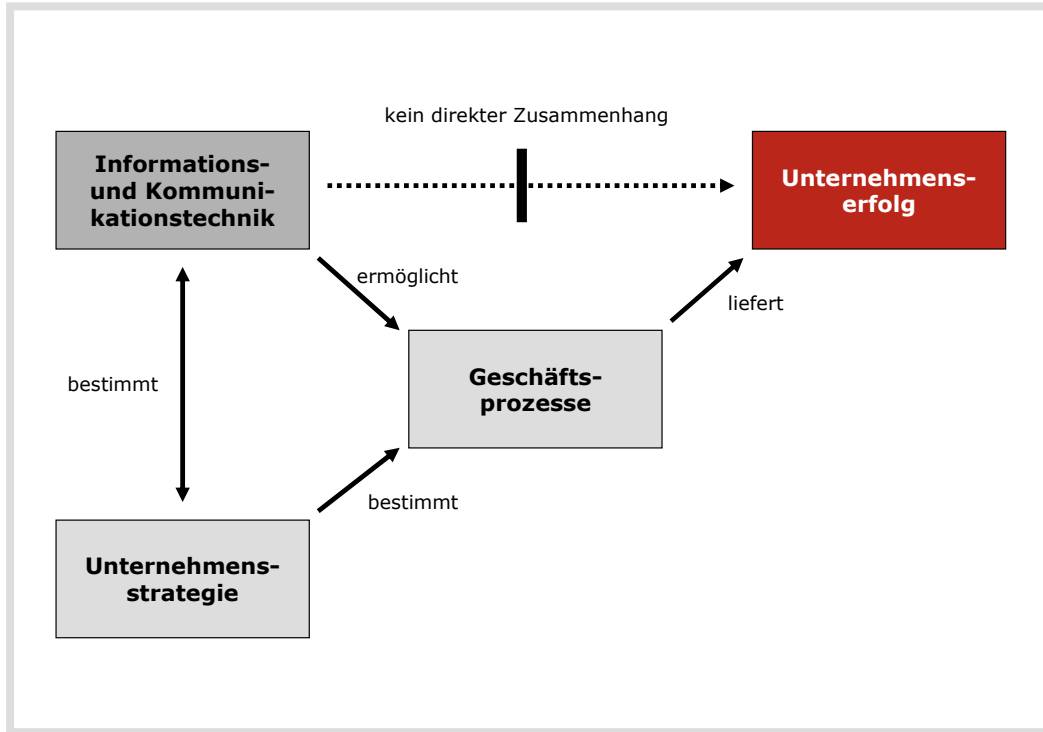 kein direkter Zusammenhang
Informations-
und Kommuni-
kationstechnik
Unternehmens-
erfolg
ermöglicht
liefert
Geschäfts-
prozesse
bestimmt
bestimmt
Unternehmens-
strategie